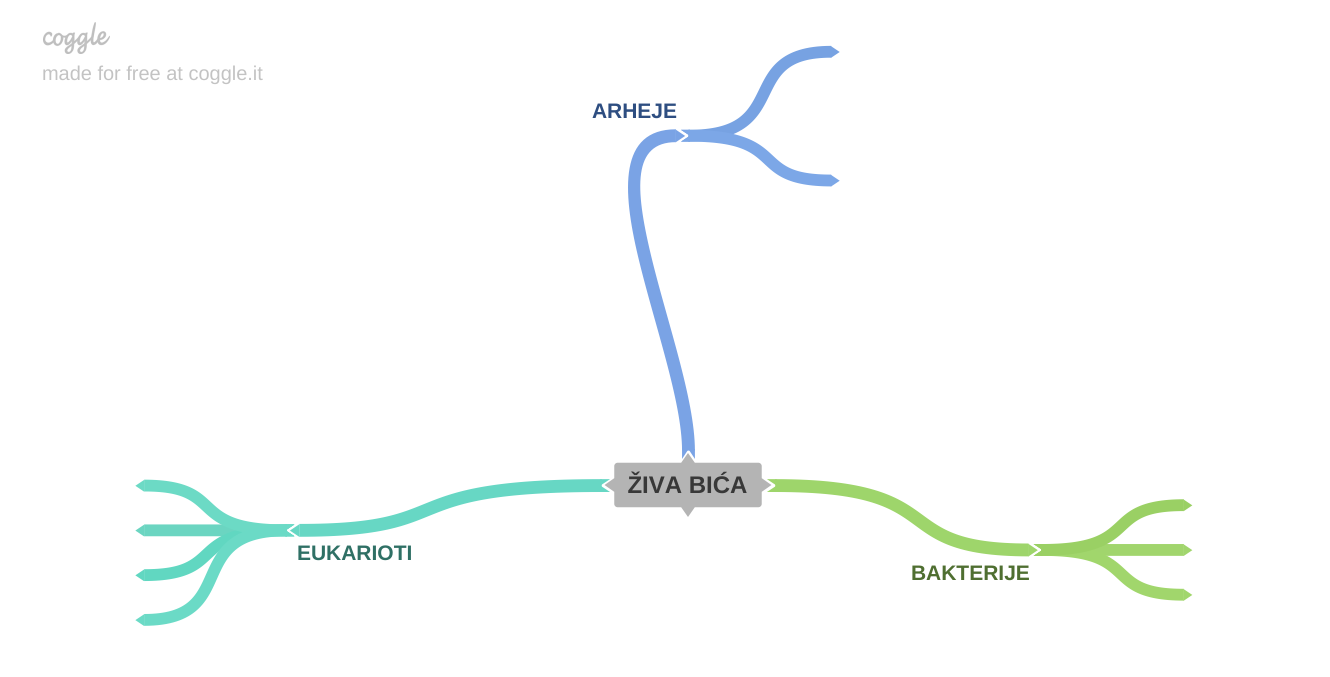 coggle
made for free at coggle.it
ARHEJE
ŽIVA BIĆA
EUKARIOTI
BAKTERIJE